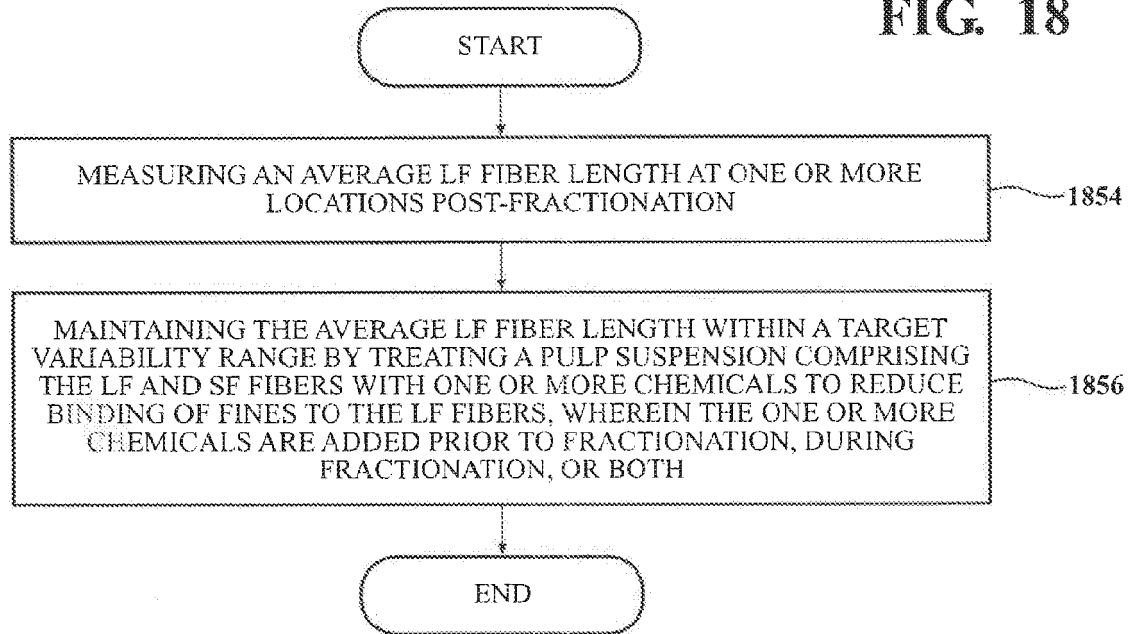 FIG. 18
START
MEASURING AN AVERAGE LF FIBER LENGTH AT ONE OR MORE
LOCATIONS POST-FRACTIONATION
1854
MAINTAINING THE AVERAGE LF FIBER LENGTH WITHIN A TARGET
VARIABILITY RANGE BY TREATING A PULP SUSPENSION COMPRISING
THE LF AND SF FIBERS WITH ONE OR MORE CHEMICALS TO REDUCE
BINDING OF FINES TO THE LF FIBERS, WHEREIN THE ONE OR MORE
CHEMICALS ARE ADDED PRIOR TO FRACTIONATION, DURING
FRACTIONATION, OR BOTH
1856
END